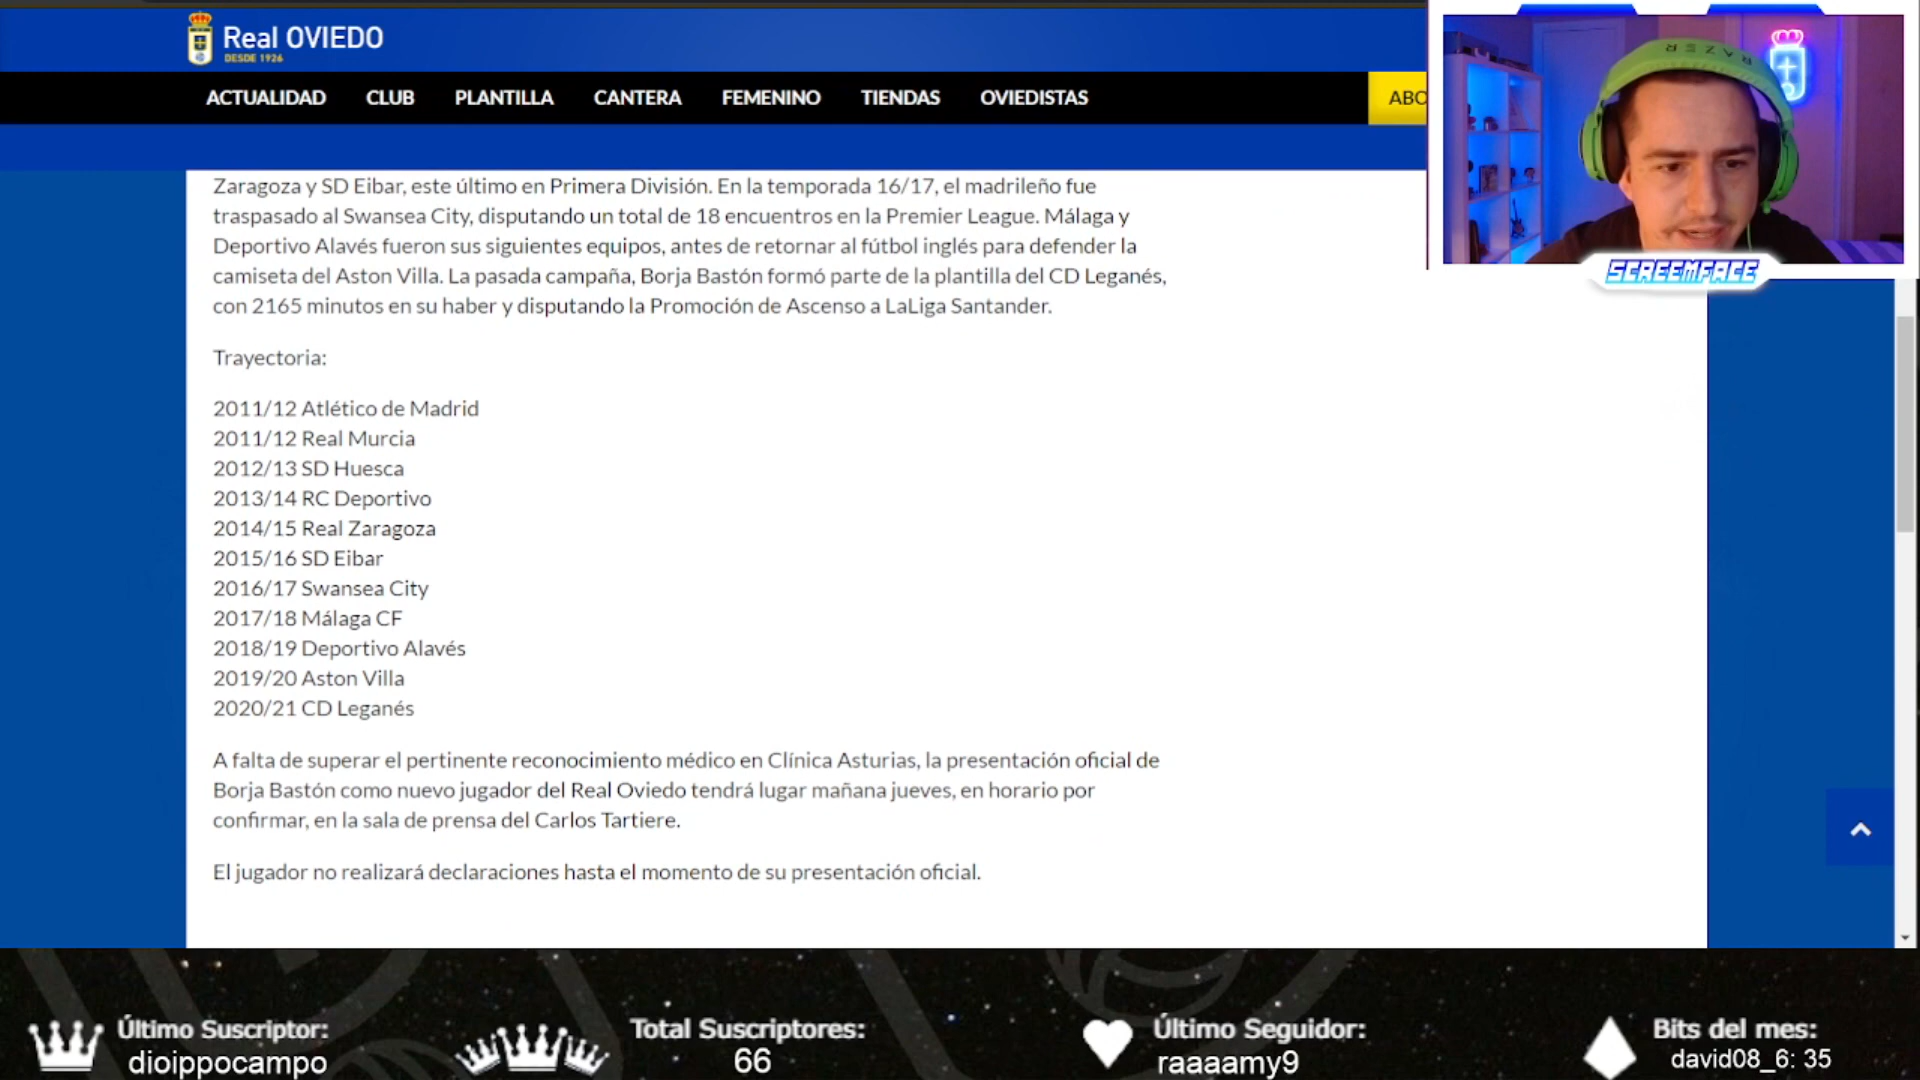 Real OVIEDO
DESDE 1926
ACTUALIDAD CLUB PLANTILLA CANTERA FEMENINO TIENDAS OVIEDISTAS ABO
RAZER
SCREEMFACE
Zaragoza y SD Eibar, este último en Primera División. En la temporada 16/17, el madrileño fue
traspasado al Swansea City, disputando un total de 18 encuentros en la Premier League. Málaga y
Deportivo Alavés fueron sus siguientes equipos, antes de retornar al fútbol inglés para defender la
camiseta del Aston Villa. La pasada campaña, Borja Bastón formó parte de la plantilla del CD Leganés,
con 2165 minutos en su haber y disputando la Promoción de Ascenso a LaLiga Santander.
Trayectoria:
2011/12 Atlético de Madrid
2011/12 Real Murcia
2012/13 SD Huesca
2013/14 RC Deportivo
2014/15 Real Zaragoza
2015/16 SD Eibar
2016/17 Swansea City
2017/18 Málaga CF
2018/19 Deportivo Alavés
2019/20 Aston Villa
2020/21 CD Leganés
A falta de superar el pertinente reconocimiento médico en Clínica Asturias, la presentación oficial de
Borja Bastón como nuevo jugador del Real Oviedo tendrá lugar mañana jueves, en horario por
confirmar, en la sala de prensa del Carlos Tartiere.
El jugador no realizará declaraciones hasta el momento de su presentación oficial.
Último Suscriptor:
dioippocampo
Total Suscriptores:
66
Último Seguidor:
raaaamy9
Bits del mes:
david08_6: 35